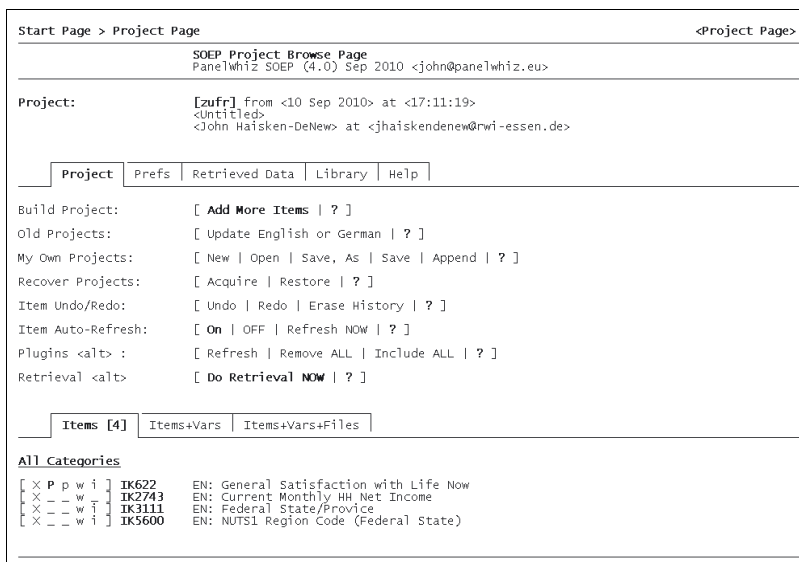 Start Page > Project Page <Project Page>
SOEP Project Browse Page
PanelWhiz SOEP (4.0) Sep 2010 <john@panelwhiz.eu>
Project: [zufr] from <10 Sep 2010> at <17:11:19>
<Untitled>
<John Haisken-DeNew> at <jhaiskendenew@rwi-essen.de>
Project | Prefs | Retrieved Data | Library | Help
Build Project: [ Add More Items | ? ]
Old Projects: [ Update English or German | ? ]
My Own Projects: [ New | Open | Save, As | Save | Append | ? ]
Recover Projects: [ Acquire | Restore | ? ]
Item Undo/Redo: [ Undo | Redo | Erase History | ? ]
Item Auto-Refresh: [ On | OFF | Refresh NOW | ? ]
Plugins <alt> : [ Refresh | Remove ALL | Include ALL | ? ]
Retrieval <alt> [ Do Retrieval NOW | ? ]
Items [4] | Items+Vars | Items+Vars+Files
All Categories
[ X P p w i ] IK622 EN: General Satisfaction with Life Now
[ X _ _ w _ ] IK2743 EN: Current Monthly HH Net Income
[ X _ _ w i ] IK3111 EN: Federal State/Provice
[ X _ _ w i ] IK5600 EN: NUTS1 Region Code (Federal State)